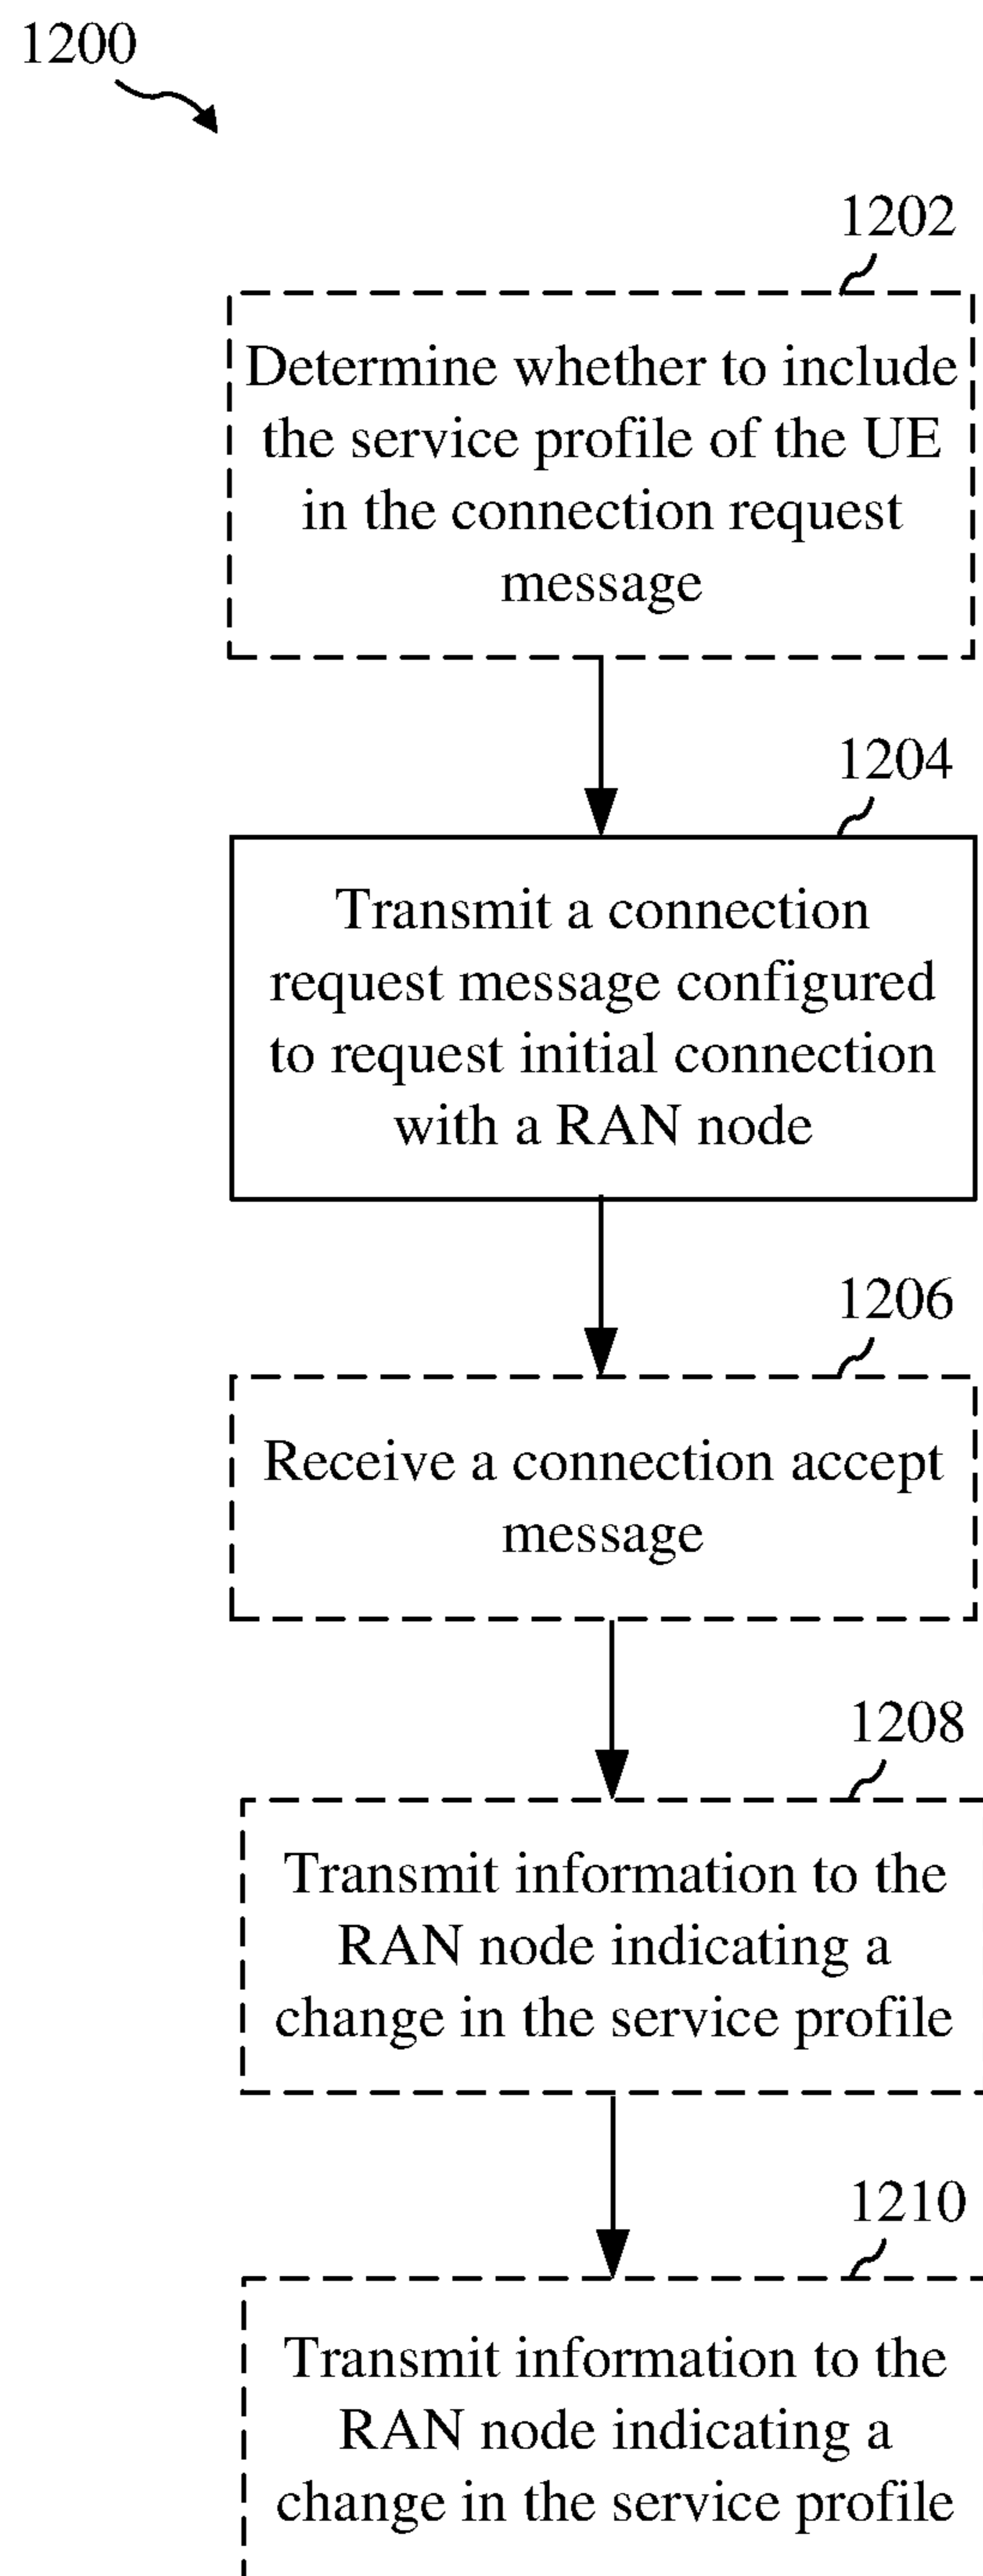 1200
1202
Determine whether to include
the service profile of the UE
in the connection request
message
1204
Transmit a connection
request message configured
to request initial connection
with a RAN node
1206
Receive a connection accept
message
1208
Transmit information to the
RAN node indicating a
change in the service profile
1210
Transmit information to the
RAN node indicating a
change in the service profile